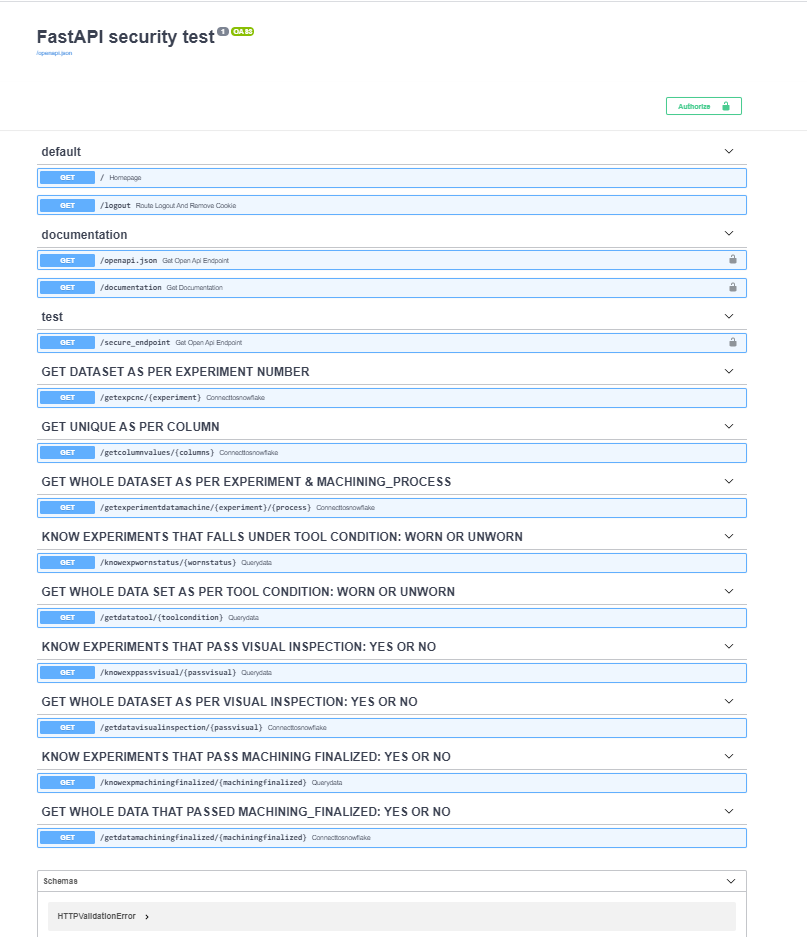 FastAPI security test 1 OAS3
/openapi.json
Authorize
default
GET / Homepage
GET /logout Route Logout And Remove Cookie
documentation
GET /openapi.json Get Open Api Endpoint
GET /documentation Get Documentation
test
GET /secure_endpoint Get Open Api Endpoint
GET DATASET AS PER EXPERIMENT NUMBER
GET /getexpcnc/{experiment} Connecttosnowflake
GET UNIQUE AS PER COLUMN
GET /getcolumnvalues/{columns} Connecttosnowflake
GET WHOLE DATASET AS PER EXPERIMENT & MACHINING_PROCESS
GET /getexperimentdatamachine/{experiment}/{process} Connecttosnowflake
KNOW EXPERIMENTS THAT FALLS UNDER TOOL CONDITION: WORN OR UNWORN
GET /knowexpwornstatus/{wornstatus} Querydata
GET WHOLE DATA SET AS PER TOOL CONDITION: WORN OR UNWORN
GET /getdatatool/{toolcondition} Querydata
KNOW EXPERIMENTS THAT PASS VISUAL INSPECTION: YES OR NO
GET /knowexppassvisual/{passvisual} Querydata
GET WHOLE DATASET AS PER VISUAL INSPECTION: YES OR NO
GET /getdatavisualinspection/{passvisual} Connecttosnowflake
KNOW EXPERIMENTS THAT PASS MACHINING FINALIZED: YES OR NO
GET /knowexpmachiningfinalized/{machiningfinalized} Querydata
GET WHOLE DATA THAT PASSED MACHINING_FINALIZED: YES OR NO
GET /getdatamachiningfinalized/{machiningfinalized} Connecttosnowflake
Schemas
HTTPValidationError